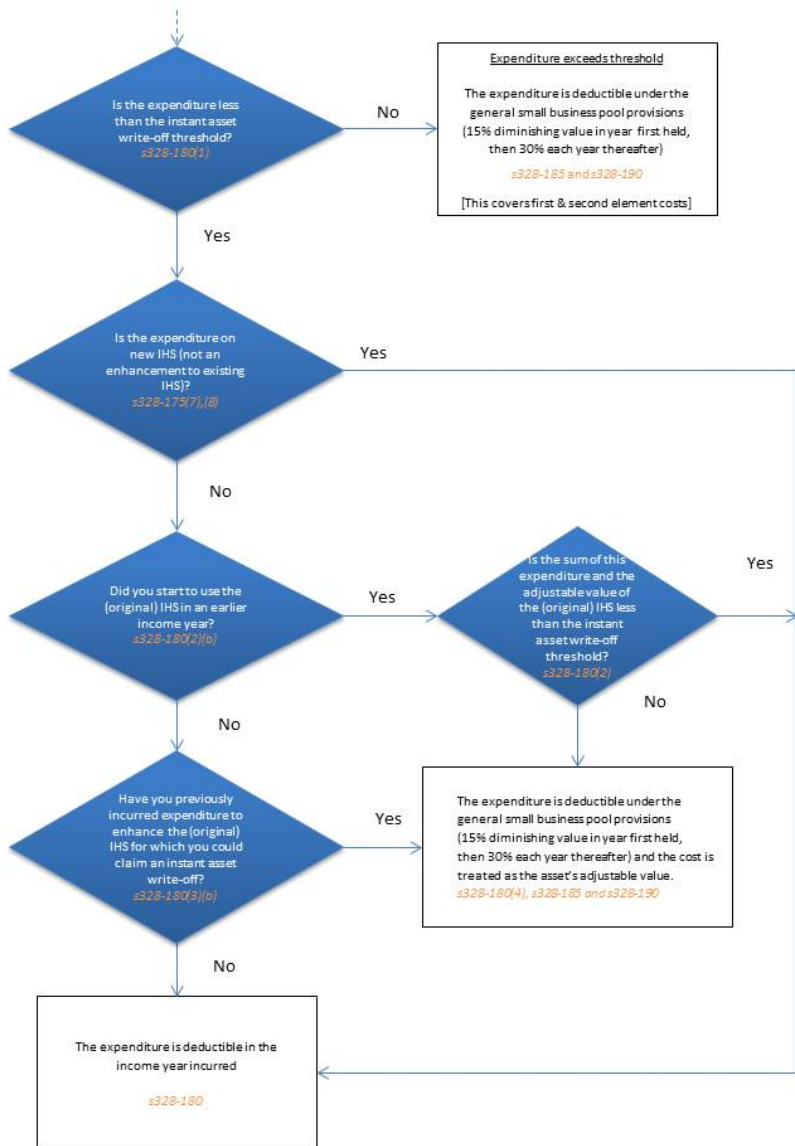 Is the expenditure less
than the instant asset
write-off threshold?
s328-180(1)
No
Expenditure exceeds threshold
The expenditure is deductible under the
general small business pool provisions
(15% diminishing value in year first held,
then 30% each year thereafter)
s328-185 and s328-190
[This covers first & second element costs]
Yes
Is the expenditure on
new IHS (not an
enhancement to existing
IHS)?
s328-175(7),(8)
Yes
No
Did you start to use the
(original) IHS in an earlier
income year?
s328-180(2)(b)
Yes
Is the sum of this
expenditure and the
adjustable value of
the (original) IHS less
than the instant
asset write-off
threshold?
s328-180(2)
Yes
No
No
Have you previously
incurred expenditure to
enhance the (original)
IHS for which you could
claim an instant asset
write-off?
s328-180(3)(b)
Yes
The expenditure is deductible under the
general small business pool provisions
(15% diminishing value in year first held,
then 30% each year thereafter) and the cost is
treated as the asset's adjustable value.
s328-180(4), s328-185 and s328-190
No
The expenditure is deductible in the
income year incurred
s328-180